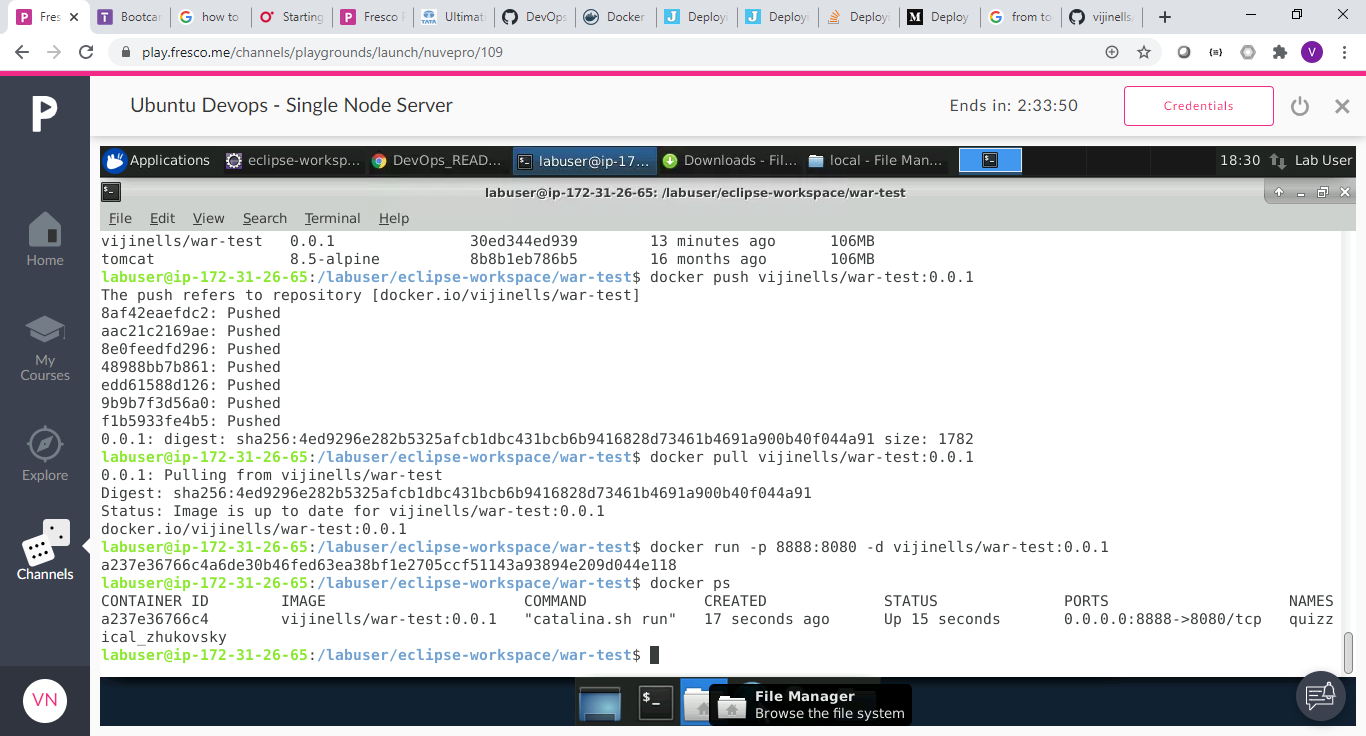 Fres
Bootcar
how to
Starting
Fresco F
Ultimat
DevOps
Docker
Deployi
Deployi
Deployi
Deploy
from to
vijinells
play.fresco.me/channels/playgrounds/launch/nuvepro/109
V
Ubuntu Devops - Single Node Server
Ends in: 2:33:50
Credentials
Applications
eclipse-worksp...
DevOps_READ...
labuser@ip-17...
Downloads - Fil...
local - File Man...
18:30
Lab User
labuser@ip-172-31-26-65: /labuser/eclipse-workspace/war-test
File Edit View Search Terminal Help
vijinells/war-test 0.0.1 30ed344ed939 13 minutes ago 106MB
tomcat 8.5-alpine 8b8b1eb786b5 16 months ago 106MB
labuser@ip-172-31-26-65:/labuser/eclipse-workspace/war-test$ docker push vijinells/war-test:0.0.1
The push refers to repository [docker.io/vijinells/war-test]
8af42eaefdc2: Pushed
aac21c2169ae: Pushed
8e0feedfd296: Pushed
48988bb7b861: Pushed
edd61588d126: Pushed
9b9b7f3d56a0: Pushed
f1b5933fe4b5: Pushed
0.0.1: digest: sha256:4ed9296e282b5325afcb1dbc431bcb6b9416828d73461b4691a900b40f044a91 size: 1782
labuser@ip-172-31-26-65:/labuser/eclipse-workspace/war-test$ docker pull vijinells/war-test:0.0.1
0.0.1: Pulling from vijinells/war-test
Digest: sha256:4ed9296e282b5325afcb1dbc431bcb6b9416828d73461b4691a900b40f044a91
Status: Image is up to date for vijinells/war-test:0.0.1
docker.io/vijinells/war-test:0.0.1
labuser@ip-172-31-26-65:/labuser/eclipse-workspace/war-test$ docker run -p 8888:8080 -d vijinells/war-test:0.0.1
a237e36766c4a6de30b46fed63ea38bf1e2705ccf51143a93894e209d044e118
labuser@ip-172-31-26-65:/labuser/eclipse-workspace/war-test$ docker ps
CONTAINER ID IMAGE COMMAND CREATED STATUS PORTS NAMES
a237e36766c4 vijinells/war-test:0.0.1 "catalina.sh run" 17 seconds ago Up 15 seconds 0.0.0.0:8888->8080/tcp quizz
ical_zhukovsky
labuser@ip-172-31-26-65:/labuser/eclipse-workspace/war-test$
Home
My
Courses
Explore
Channels
VN
File Manager
Browse the file system